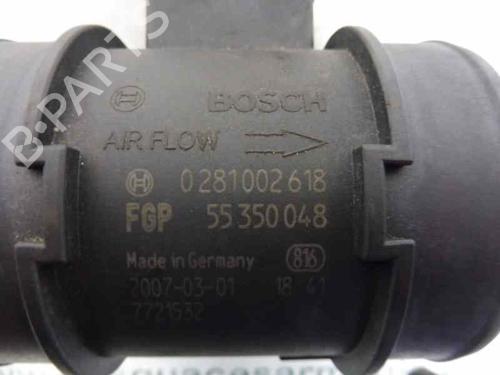 B-PARTS
BOSCH
AIR FLOW
0 281 002 618
FGP 55 350 048
Made in Germany 816
2007-03-01 18 41
7721532